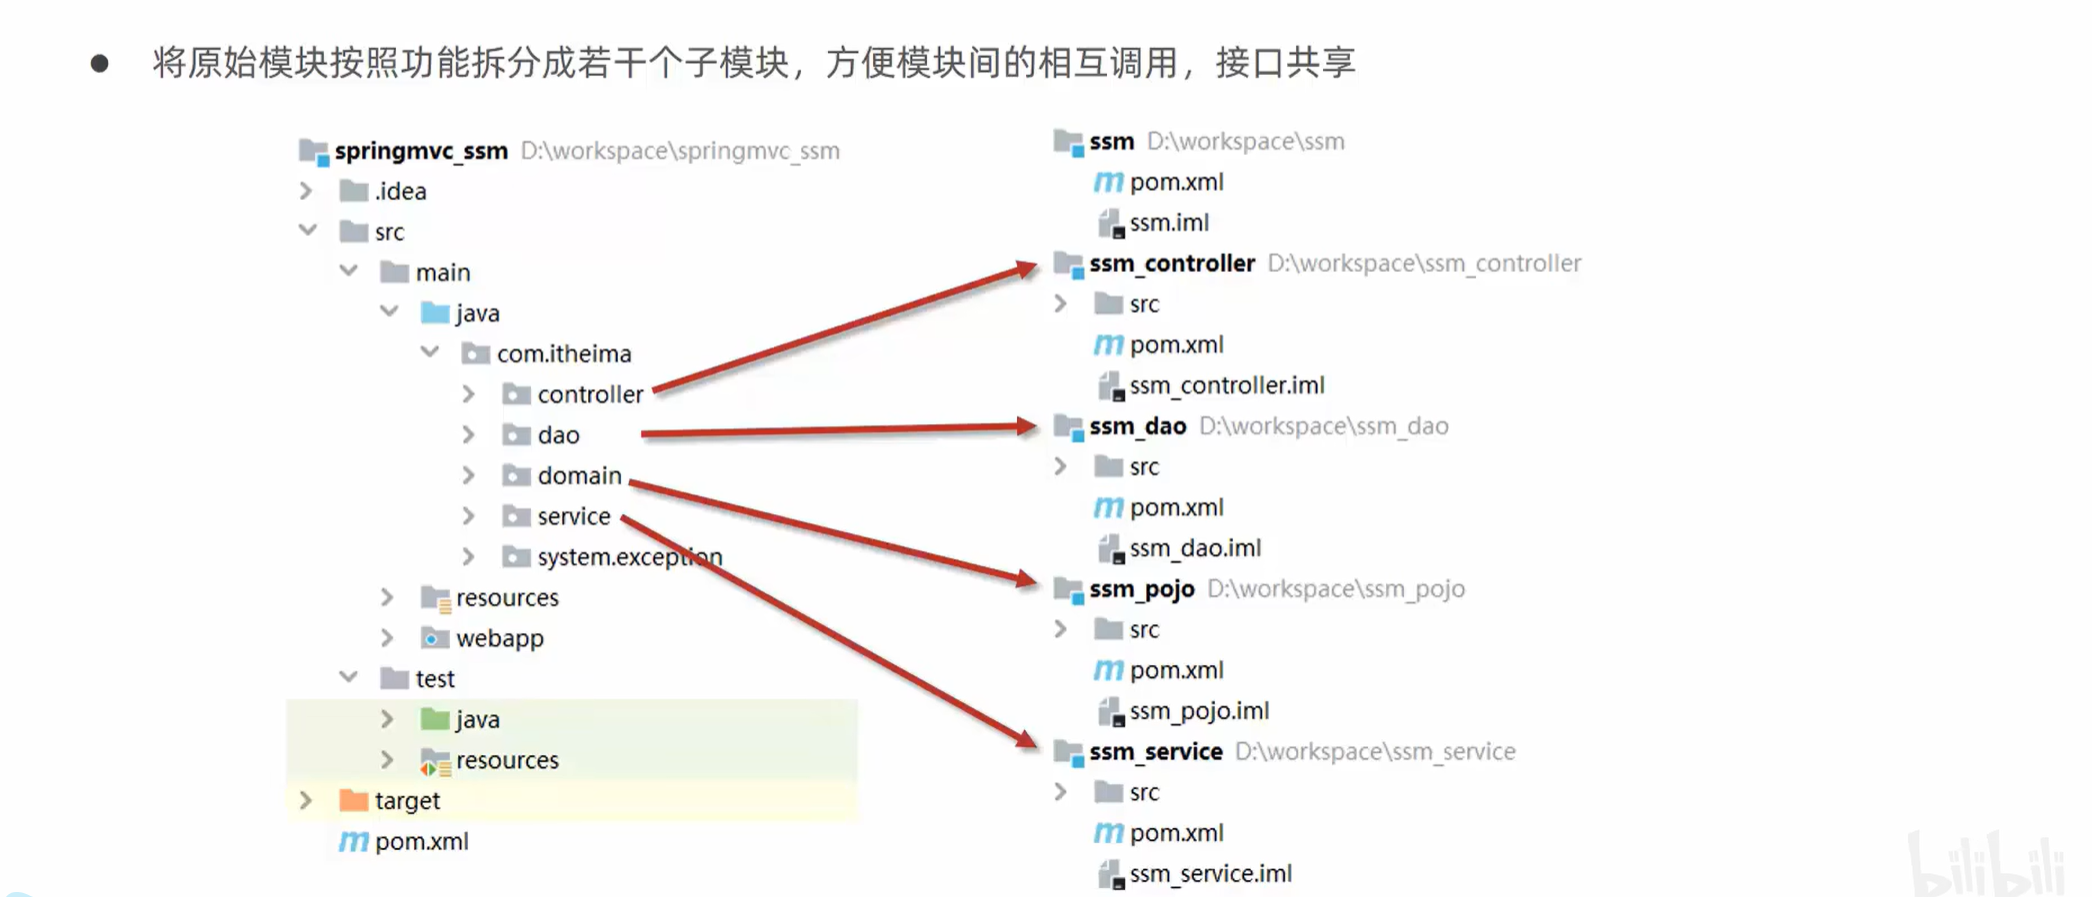 将原始模块按照功能拆分成若干个子模块，方便模块间的相互调用，接口共享
springmvc_ssm D:\workspace\springmvc_ssm
.idea
src
main
java
com.itheima
controller
dao
domain
service
system.exception
resources
webapp
test
java
resources
target
pom.xml
ssm D:\workspace\ssm
pom.xml
ssm.iml
ssm_controller D:\workspace\ssm_controller
src
pom.xml
ssm_controller.iml
ssm_dao D:\workspace\ssm_dao
src
pom.xml
ssm_dao.iml
ssm_pojo D:\workspace\ssm_pojo
src
pom.xml
ssm_pojo.iml
ssm_service D:\workspace\ssm_service
src
pom.xml
ssm_service.iml
bilibili